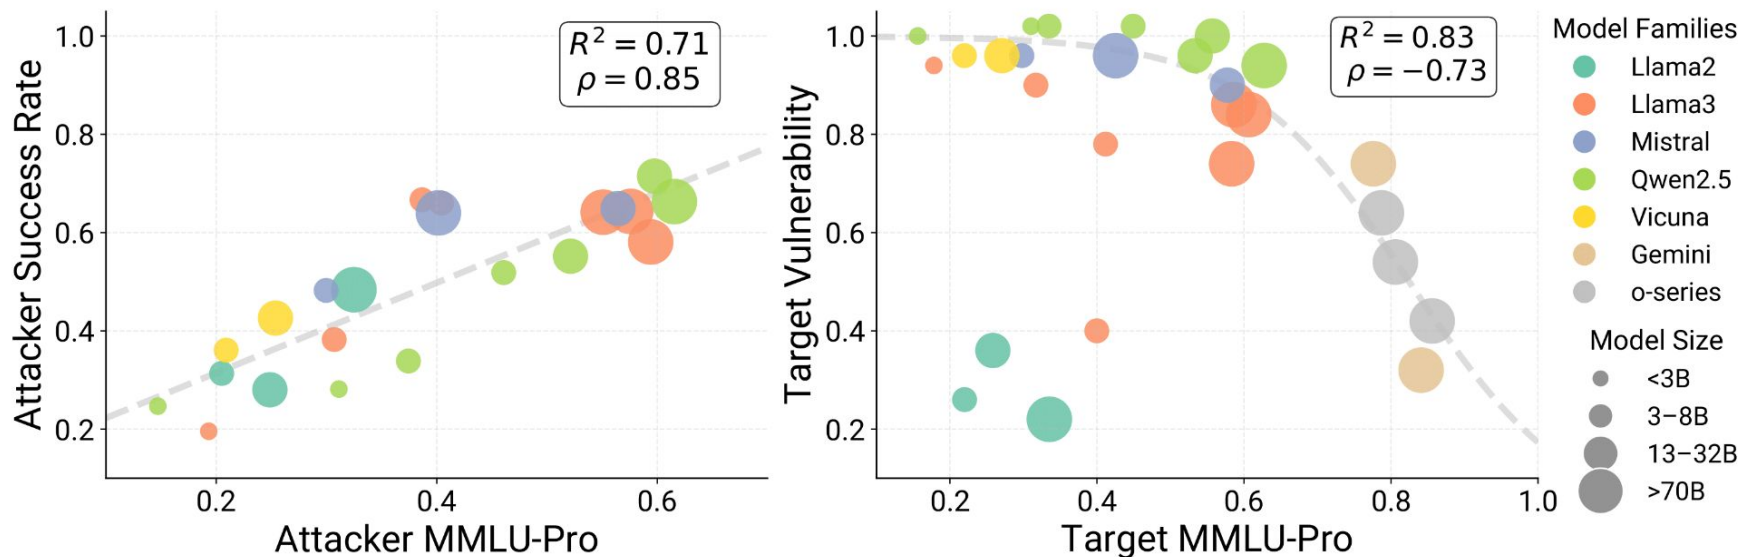 Attacker Success Rate
1.0
0.8
0.6
0.4
0.2
R² = 0.71
ρ = 0.85
0.2
0.4
0.6
Attacker MMLU-Pro
Target Vulnerability
1.0
0.8
0.6
0.4
0.2
R² = 0.83
ρ = −0.73
0.2
0.4
0.6
0.8
1.0
Target MMLU-Pro
Model Families
Llama2
Llama3
Mistral
Qwen2.5
Vicuna
Gemini
o-series
Model Size
<3B
3−8B
13−32B
>70B